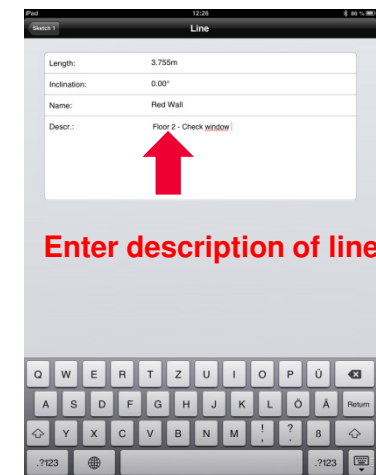 iPad 12:26 86 %
Sketch 1 Line
Length: 3.755m
Inclination: 0.00°
Name: Red Wall
Descr.: Floor 2 - Check window
Enter description of line
Q W E R T Z U I O P Ü
A S D F G H J K L Ö Ä Return
Y X C V B N M ! , ? . ß
.?123 .?123